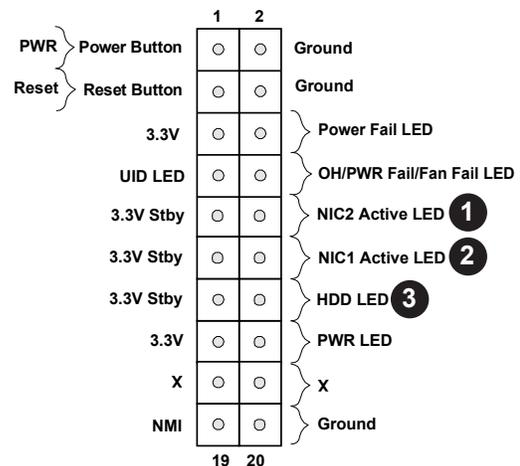 1 2
PWR Power Button Ground
Reset Reset Button Ground
3.3V Power Fail LED
UID LED OH/PWR Fail/Fan Fail LED
3.3V Stby NIC2 Active LED 1
3.3V Stby NIC1 Active LED 2
3.3V Stby HDD LED 3
3.3V PWR LED
X X
NMI Ground
19 20